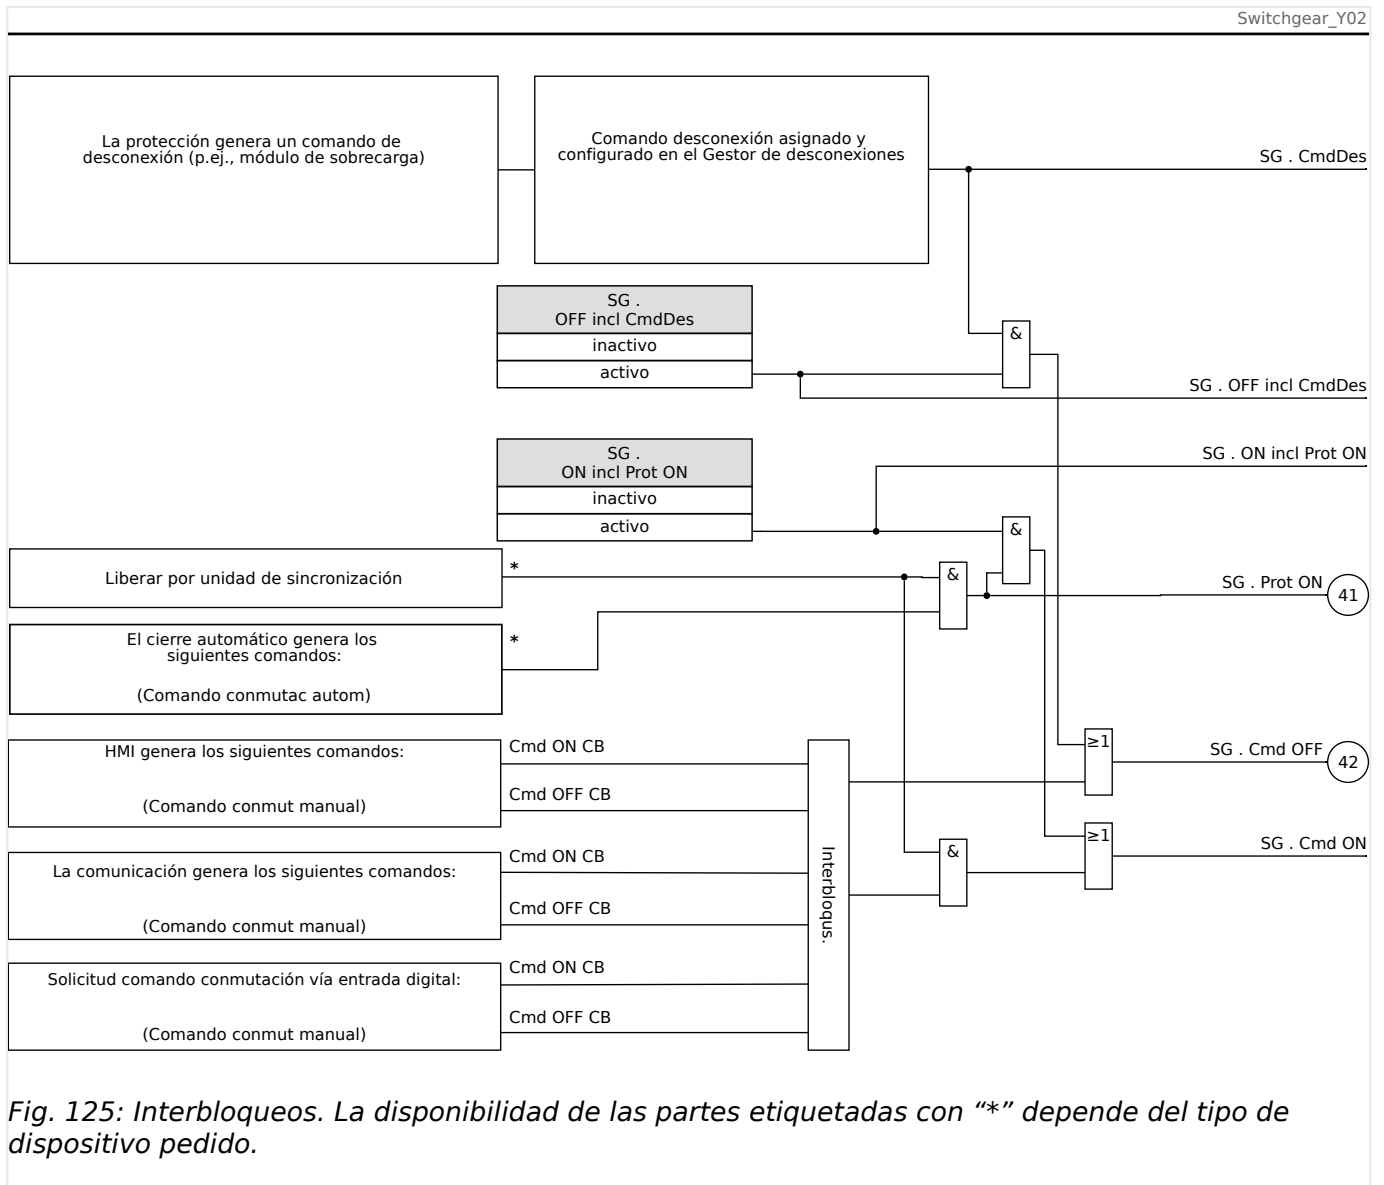 Switchgear_Y02
La protección genera un comando de
desconexión (p.ej., módulo de sobrecarga)
Comando desconexión asignado y
configurado en el Gestor de desconexiones
SG . CmdDes
SG .
OFF incl CmdDes
inactivo
activo
&
SG . OFF incl CmdDes
SG .
ON incl Prot ON
inactivo
activo
SG . ON incl Prot ON
&
Liberar por unidad de sincronización
*
&
SG . Prot ON
41
El cierre automático genera los
siguientes comandos:
(Comando conmutac autom)
*
HMI genera los siguientes comandos:
(Comando conmut manual)
Cmd ON CB
Cmd OFF CB
≥1
SG . Cmd OFF
42
La comunicación genera los siguientes comandos:
(Comando conmut manual)
Cmd ON CB
Cmd OFF CB
Interbloqus.
&
≥1
SG . Cmd ON
Solicitud comando conmutación vía entrada digital:
(Comando conmut manual)
Cmd ON CB
Cmd OFF CB
Fig. 125: Interbloqueos. La disponibilidad de las partes etiquetadas con “*” depende del tipo de
dispositivo pedido.